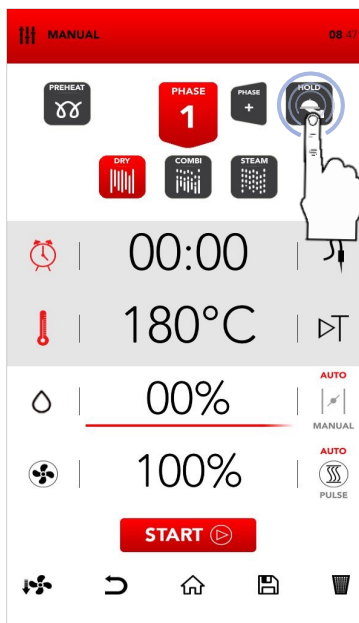 MANUAL
08:47
PREHEAT
PHASE
1
PHASE
+
HOLD
DRY
COMBI
STEAM
00:00
180°C
T
00%
AUTO
MANUAL
100%
AUTO
PULSE
START